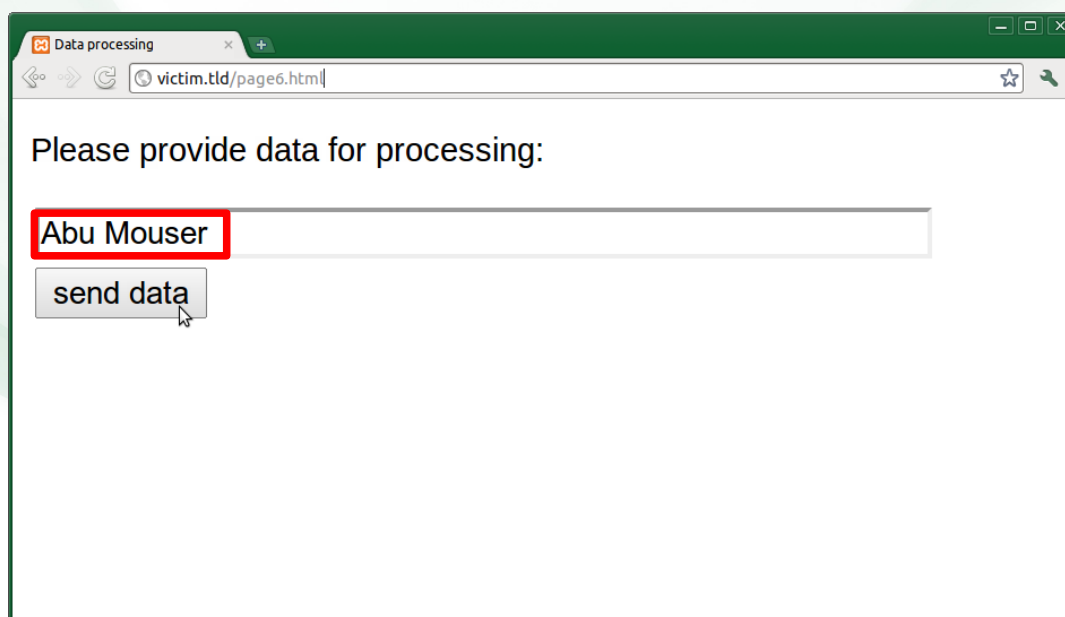 Data processing
victim.tld/page6.html
Please provide data for processing:
Abu Mouser
send data